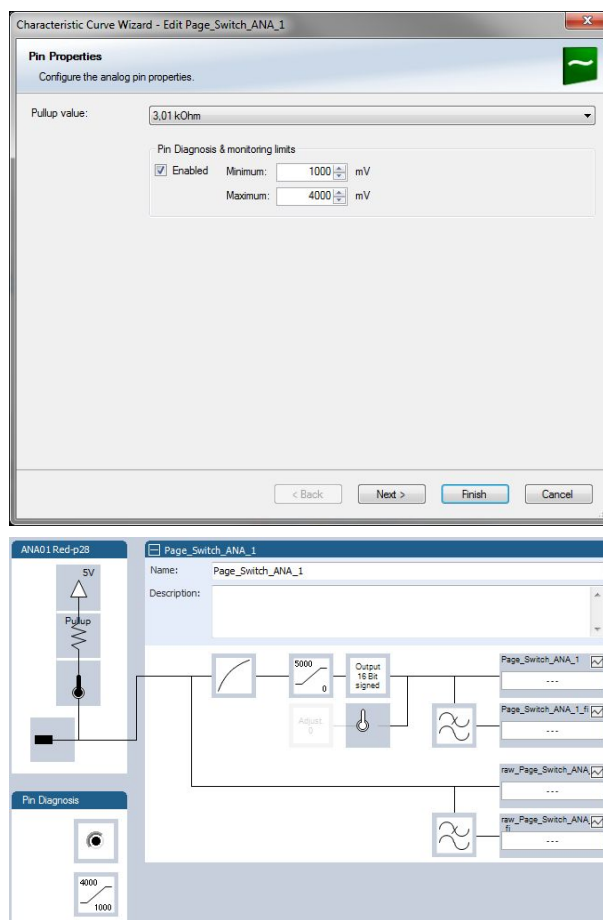 Characteristic Curve Wizard - Edit Page_Switch_ANA_1
Pin Properties
Configure the analog pin properties.
Pullup value:
3,01 kOhm
Pin Diagnosis & monitoring limits
Enabled
Minimum:
1000
mV
Maximum:
4000
mV
< Back
Next >
Finish
Cancel
ANA01 Red-p28
5V
Pullup
Page_Switch_ANA_1
Name:
Page_Switch_ANA_1
Description:
5000
0
Output
16 Bit
signed
Adjust
0
Page_Switch_ANA_1
---
Page_Switch_ANA_1_fi
---
raw_Page_Switch_ANA_
---
raw_Page_Switch_ANA_
fi
---
Pin Diagnosis
4000
1000